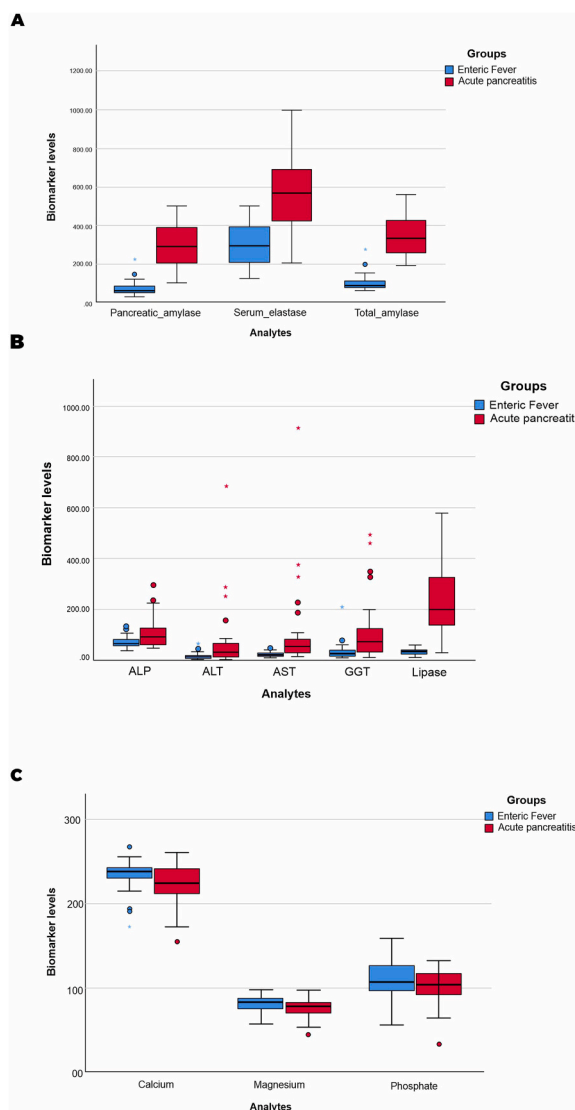 A
Groups
Enteric Fever
Acute pancreatitis
Biomarker levels
1200.00
1000.00
800.00
600.00
400.00
200.00
.00
Pancreatic_amylase Serum_elastase Total_amylase
Analytes
B
Groups
Enteric Fever
Acute pancreatitis
Biomarker levels
1000.00
800.00
600.00
400.00
200.00
.00
ALP ALT AST GGT Lipase
Analytes
C
Groups
Enteric Fever
Acute pancreatitis
Biomarker levels
300
200
100
00
Calcium Magnesium Phosphate
Analytes